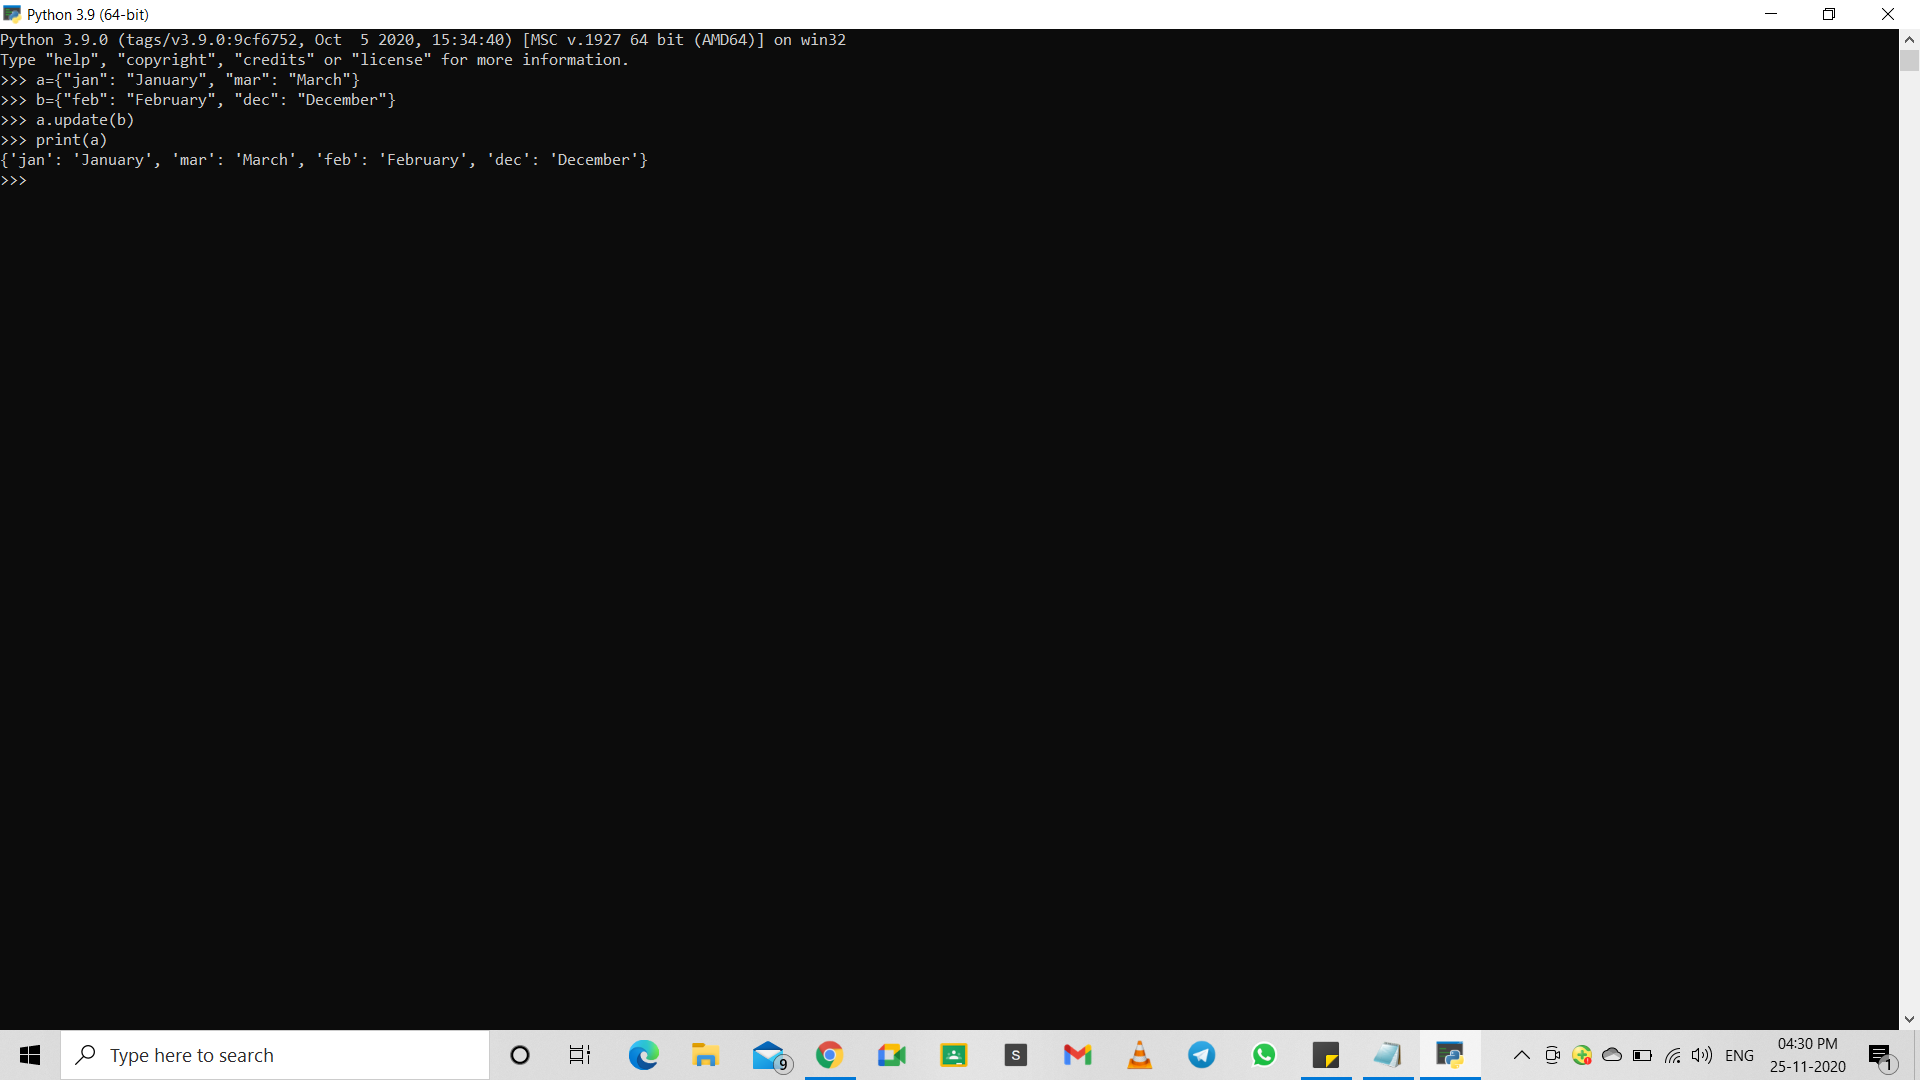 Python 3.9 (64-bit)
Python 3.9.0 (tags/v3.9.0:9cf6752, Oct  5 2020, 15:34:40) [MSC v.1927 64 bit (AMD64)] on win32
Type "help", "copyright", "credits" or "license" for more information.
>>> a={"jan": "January", "mar": "March"}
>>> b={"feb": "February", "dec": "December"}
>>> a.update(b)
>>> print(a)
{'jan': 'January', 'mar': 'March', 'feb': 'February', 'dec': 'December'}
>>>
Type here to search
9
S
ENG
04:30 PM
25-11-2020
1